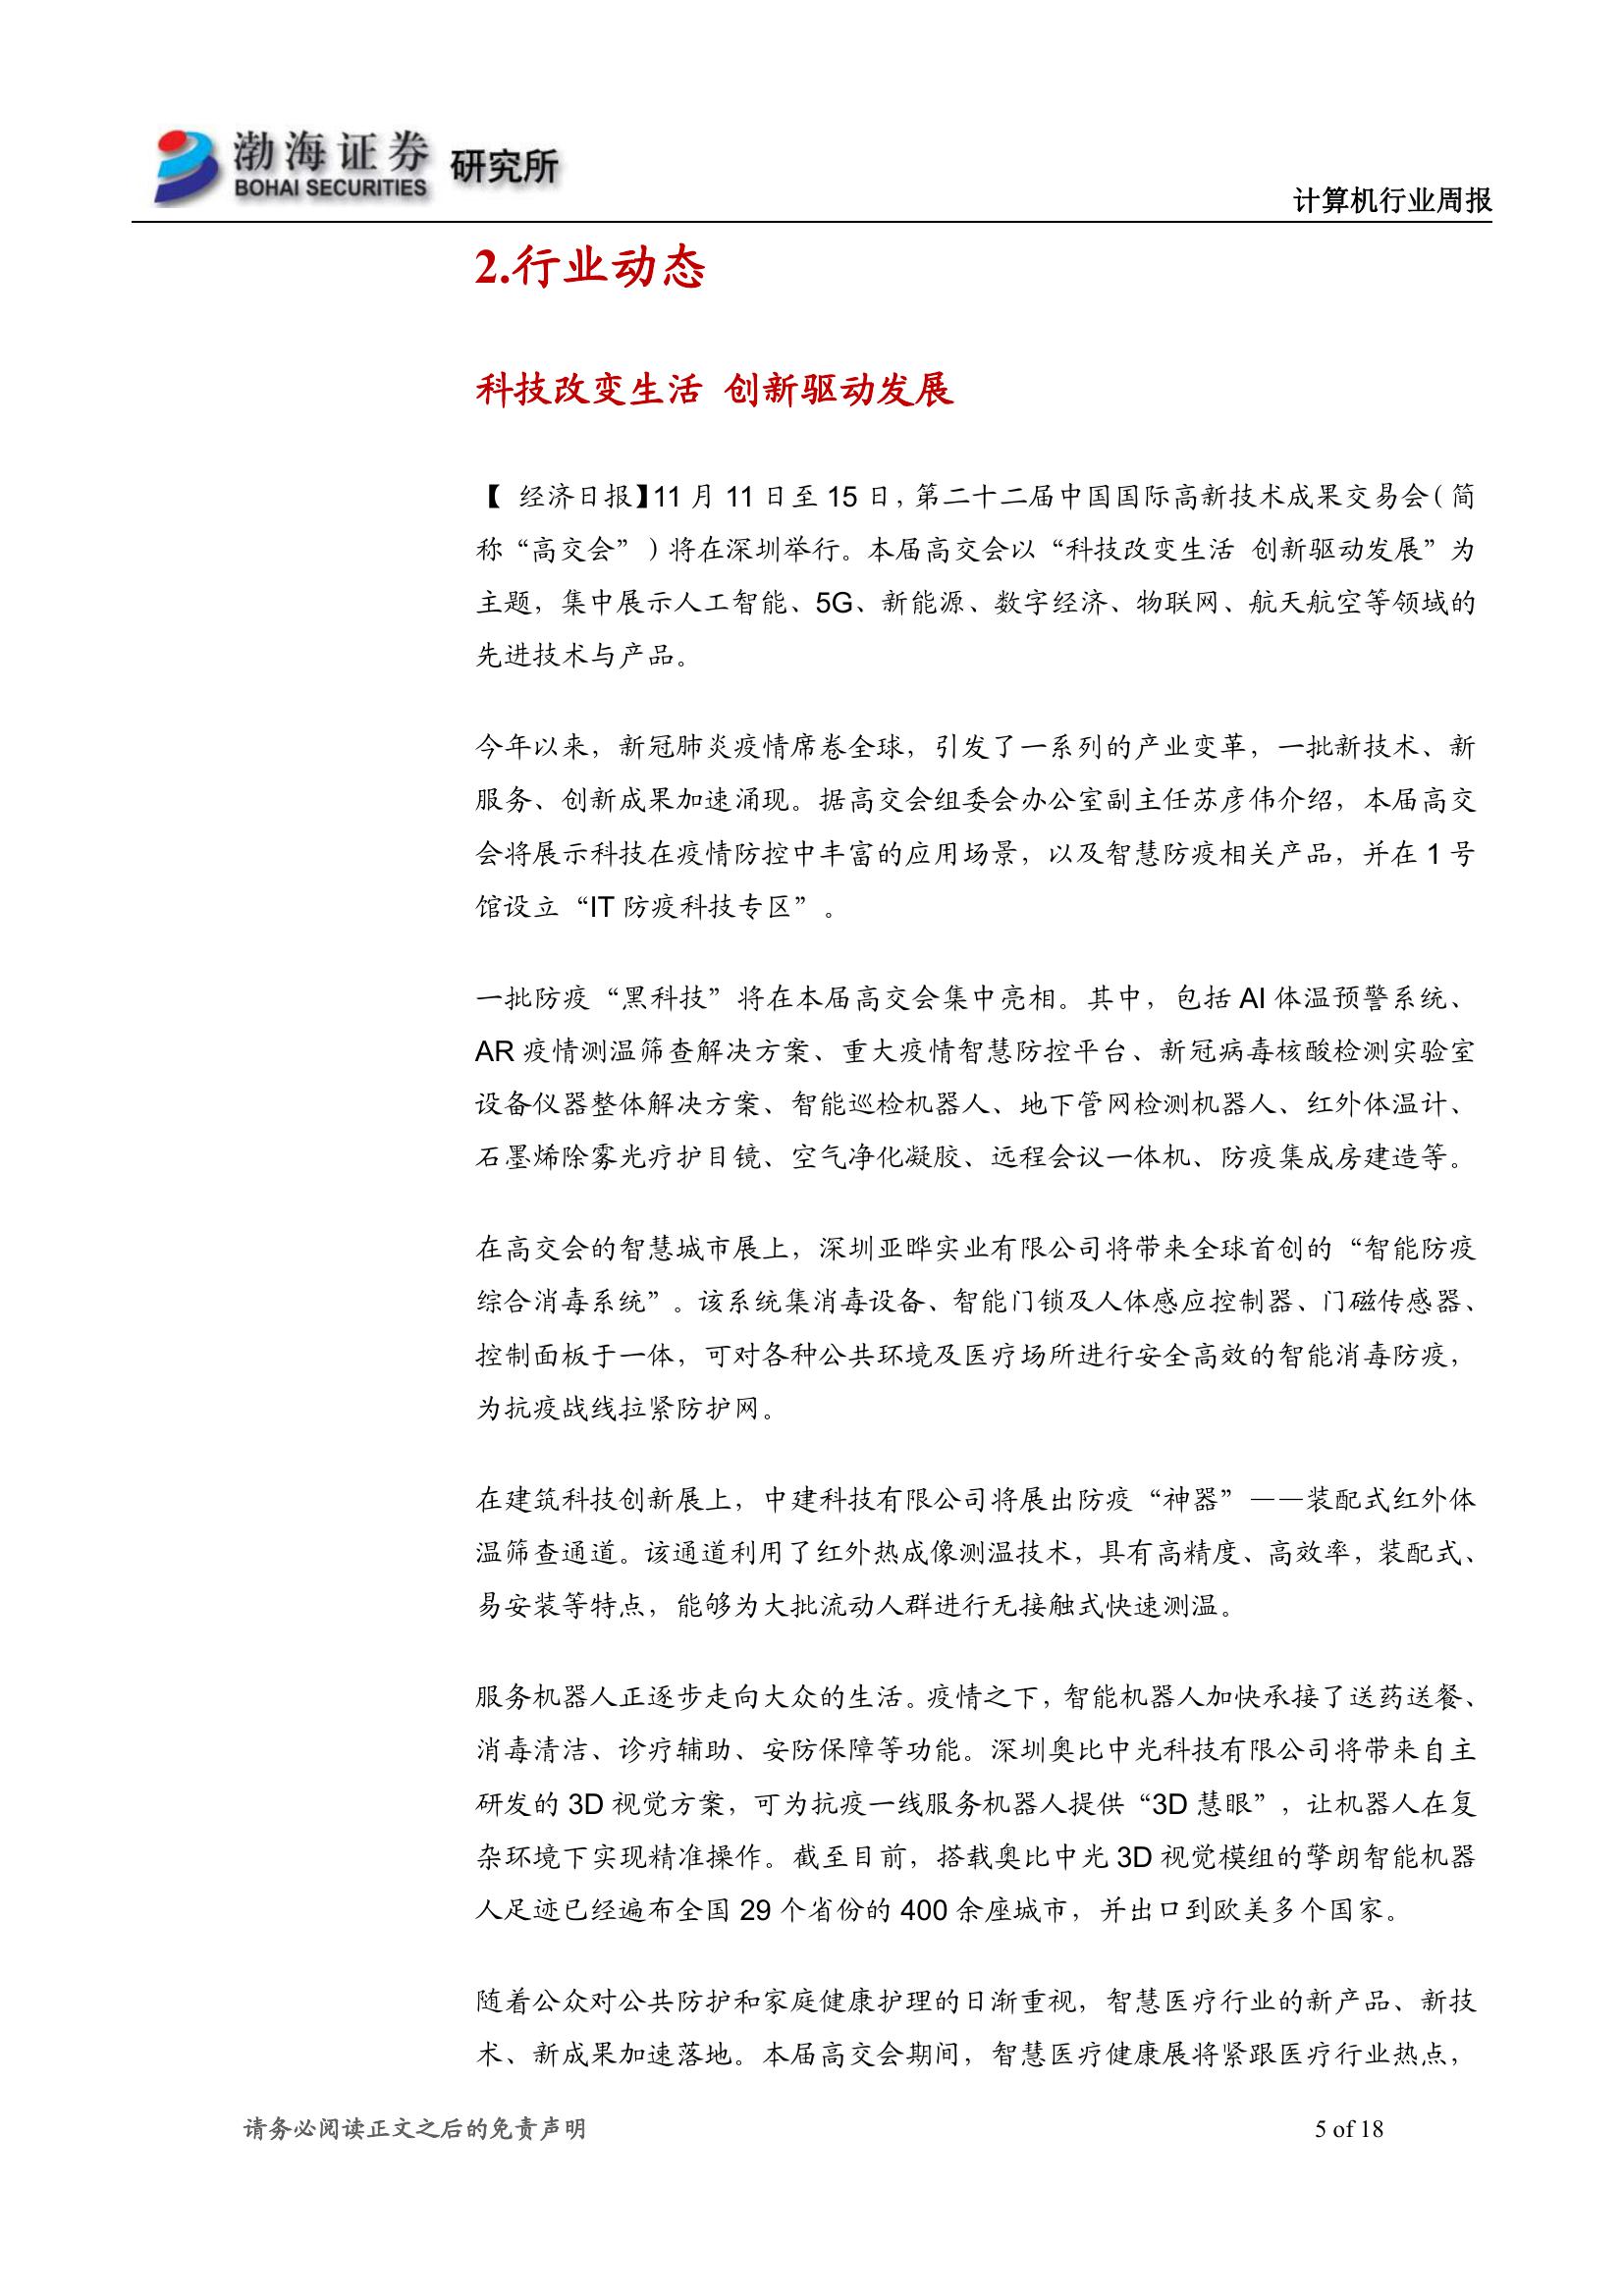 渤海证券 研究所
BOHAI SECURITIES
计算机行业周报
2.行业动态
科技改变生活 创新驱动发展
【 经济日报】11 月 11 日至 15 日，第二十二届中国国际高新技术成果交易会（简
称“高交会”）将在深圳举行。本届高交会以“科技改变生活 创新驱动发展”为
主题，集中展示人工智能、5G、新能源、数字经济、物联网、航天航空等领域的
先进技术与产品。
今年以来，新冠肺炎疫情席卷全球，引发了一系列的产业变革，一批新技术、新
服务、创新成果加速涌现。据高交会组委会办公室副主任苏彦伟介绍，本届高交
会将展示科技在疫情防控中丰富的应用场景，以及智慧防疫相关产品，并在 1 号
馆设立“IT 防疫科技专区”。
一批防疫“黑科技”将在本届高交会集中亮相。其中，包括 AI 体温预警系统、
AR 疫情测温筛查解决方案、重大疫情智慧防控平台、新冠病毒核酸检测实验室
设备仪器整体解决方案、智能巡检机器人、地下管网检测机器人、红外体温计、
石墨烯除雾光疗护目镜、空气净化凝胶、远程会议一体机、防疫集成房建造等。
在高交会的智慧城市展上，深圳亚晔实业有限公司将带来全球首创的“智能防疫
综合消毒系统”。该系统集消毒设备、智能门锁及人体感应控制器、门磁传感器、
控制面板于一体，可对各种公共环境及医疗场所进行安全高效的智能消毒防疫，
为抗疫战线拉紧防护网。
在建筑科技创新展上，中建科技有限公司将展出防疫“神器”——装配式红外体
温筛查通道。该通道利用了红外热成像测温技术，具有高精度、高效率，装配式、
易安装等特点，能够为大批流动人群进行无接触式快速测温。
服务机器人正逐步走向大众的生活。疫情之下，智能机器人加快承接了送药送餐、
消毒清洁、诊疗辅助、安防保障等功能。深圳奥比中光科技有限公司将带来自主
研发的 3D 视觉方案，可为抗疫一线服务机器人提供“3D 慧眼”，让机器人在复
杂环境下实现精准操作。截至目前，搭载奥比中光 3D 视觉模组的擎朗智能机器
人足迹已经遍布全国 29 个省份的 400 余座城市，并出口到欧美多个国家。
随着公众对公共防护和家庭健康护理的日渐重视，智慧医疗行业的新产品、新技
术、新成果加速落地。本届高交会期间，智慧医疗健康展将紧跟医疗行业热点，
请务必阅读正文之后的免责声明
5 of 18